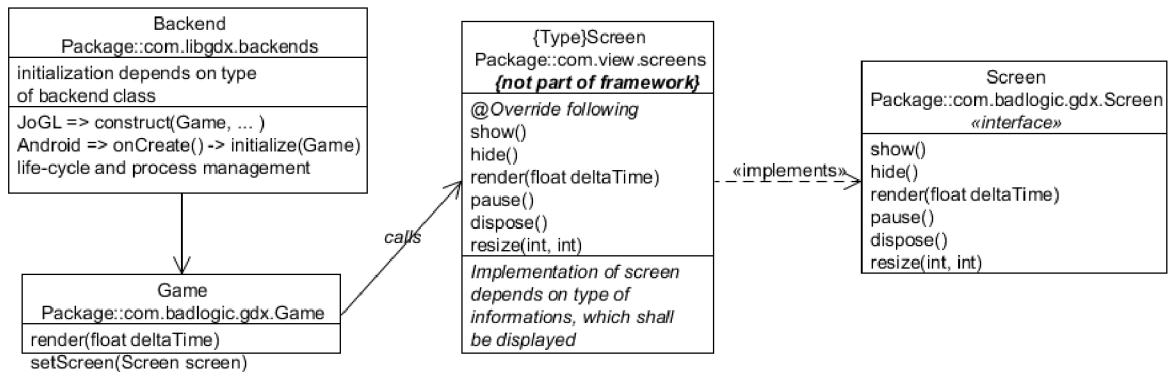 Backend
Package::com.libgdx.backends
initialization depends on type
of backend class
JoGL => construct(Game, ... )
Android => onCreate() -> initialize(Game)
life-cycle and process management
Game
Package::com.badlogic.gdx.Game
render(float deltaTime)
setScreen(Screen screen)
calls
{Type}Screen
Package::com.view.screens
{not part of framework}
@Override following
show()
hide()
render(float deltaTime)
pause()
dispose()
resize(int, int)
Implementation of screen
depends on type of
informations, which shall
be displayed
«implements»
Screen
Package::com.badlogic.gdx.Screen
«interface»
show()
hide()
render(float deltaTime)
pause()
dispose()
resize(int, int)